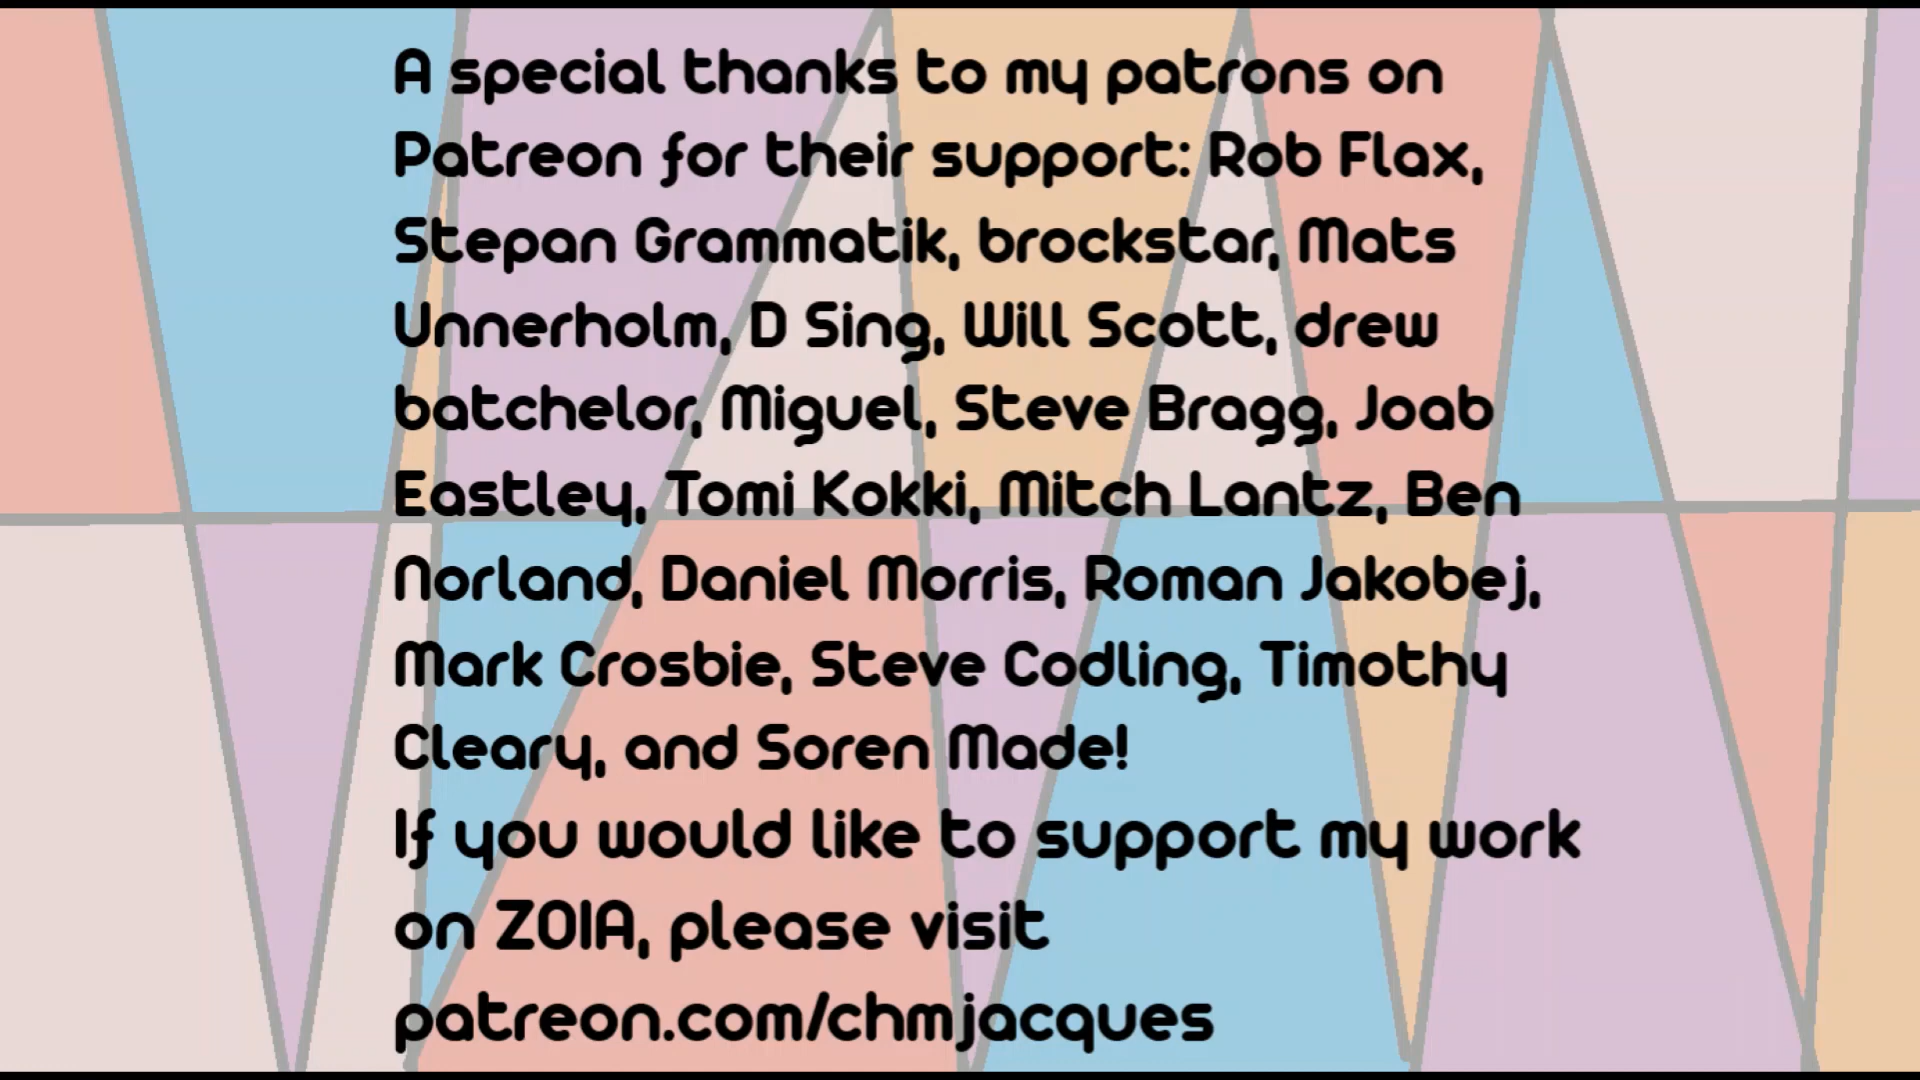 A special thanks to my patrons on
Patreon for their support: Rob Flax,
Stepan Grammatik, brockstar, Mats
Unnerholm, D Sing, Will Scott, drew
batchelor, Miguel, Steve Bragg, Joab
Eastley, Tomi Kokki, Mitch Lantz, Ben
Norland, Daniel Morris, Roman Jakobej,
Mark Crosbie, Steve Codling, Timothy
Cleary, and Soren Made!
If you would like to support my work
on ZOIA, please visit
patreon.com/chmjacques